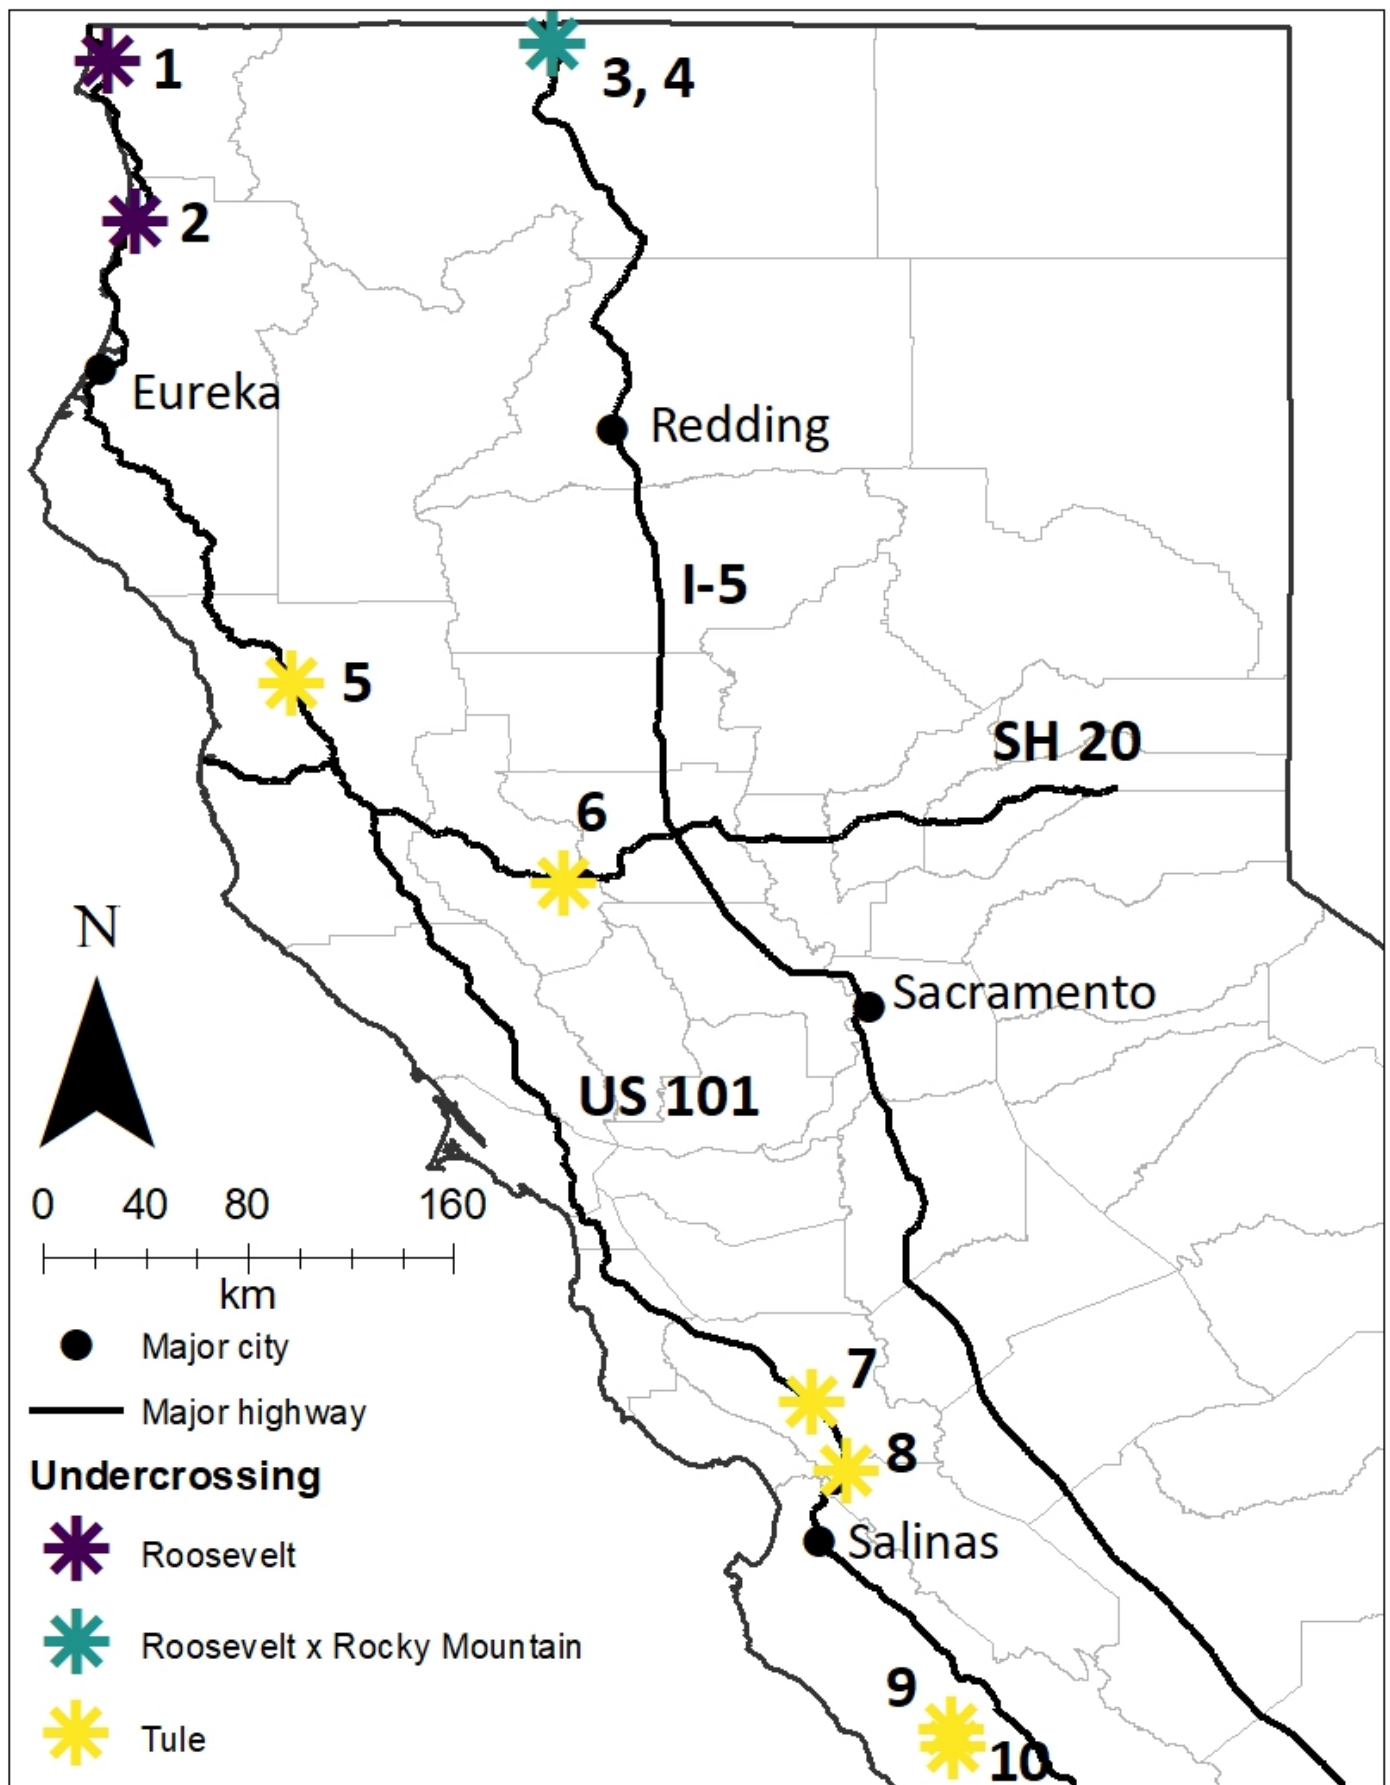 1
3, 4
2
Eureka
Redding
I-5
5
SH 20
6
N
Sacramento
US 101
0 40 80 160
km
Major city
Major highway
7
8
Undercrossing
Salinas
Roosevelt
Roosevelt x Rocky Mountain
9
Tule
10